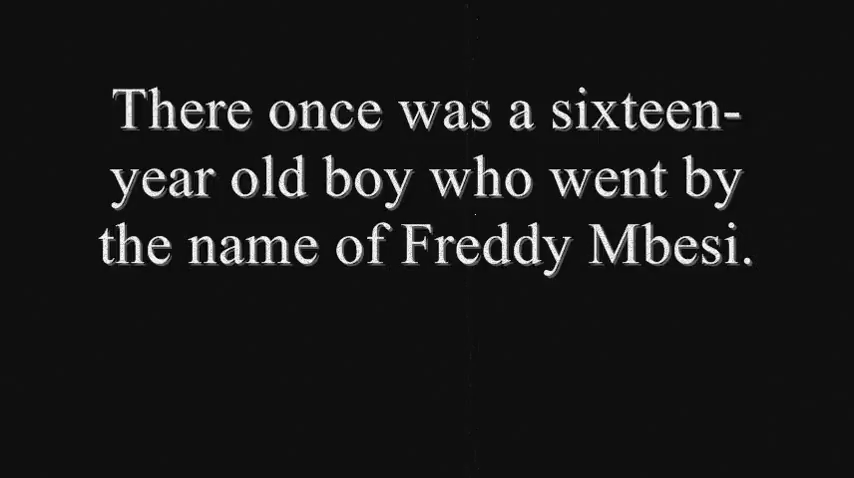 There once was a sixteen-
year old boy who went by
the name of Freddy Mbesi.